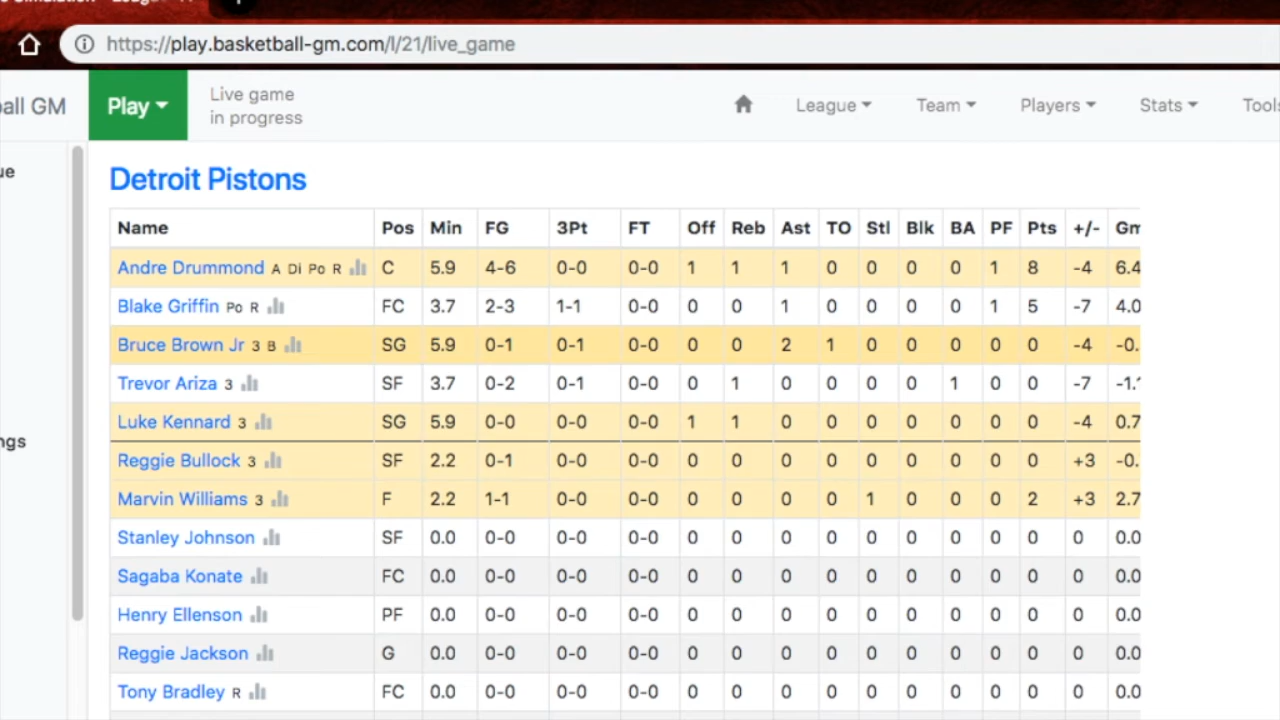 https://play.basketball-gm.com/l/21/live_game
all GM Play Live game in progress League Team Players Stats Tools
ue
ngs
Detroit Pistons
Name Pos Min FG 3Pt FT Off Reb Ast TO Stl Blk BA PF Pts +/- Gm
Andre Drummond A Di Po R C 5.9 4-6 0-0 0-0 1 1 1 0 0 0 0 1 8 -4 6.4
Blake Griffin Po R FC 3.7 2-3 1-1 0-0 0 0 1 0 0 0 0 1 5 -7 4.0
Bruce Brown Jr 3 B SG 5.9 0-1 0-1 0-0 0 0 2 1 0 0 0 0 0 -4 -0.
Trevor Ariza 3 SF 3.7 0-2 0-1 0-0 0 1 0 0 0 0 1 0 0 -7 -1.1
Luke Kennard 3 SG 5.9 0-0 0-0 0-0 1 1 0 0 0 0 0 0 0 -4 0.7
Reggie Bullock 3 SF 2.2 0-1 0-0 0-0 0 0 0 0 0 0 0 0 0 +3 -0.
Marvin Williams 3 F 2.2 1-1 0-0 0-0 0 0 0 0 1 0 0 0 2 +3 2.7
Stanley Johnson SF 0.0 0-0 0-0 0-0 0 0 0 0 0 0 0 0 0 0 0.0
Sagaba Konate FC 0.0 0-0 0-0 0-0 0 0 0 0 0 0 0 0 0 0 0.0
Henry Ellenson PF 0.0 0-0 0-0 0-0 0 0 0 0 0 0 0 0 0 0 0.0
Reggie Jackson G 0.0 0-0 0-0 0-0 0 0 0 0 0 0 0 0 0 0 0.0
Tony Bradley R FC 0.0 0-0 0-0 0-0 0 0 0 0 0 0 0 0 0 0 0.0